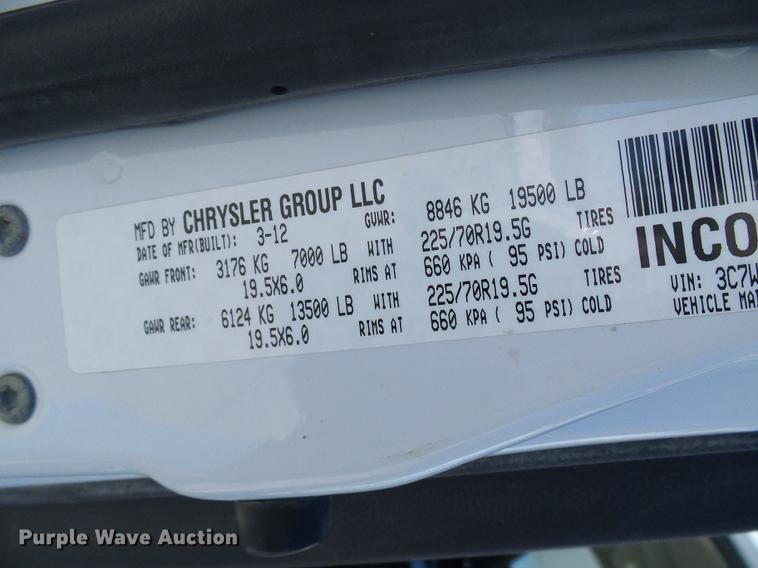 MFD BY CHRYSLER GROUP LLC
DATE OF MFR(BUILT): 3-12 GVWR: 8846 KG 19500 LB
GAWR FRONT: 3176 KG 7000 LB WITH 225/70R19.5G TIRES
19.5X6.0 RIMS AT 660 KPA ( 95 PSI) COLD
GAWR REAR: 6124 KG 13500 LB WITH 225/70R19.5G TIRES
19.5X6.0 RIMS AT 660 KPA ( 95 PSI) COLD
INCO
VIN: 3C7W
VEHICLE MA
Purple Wave Auction